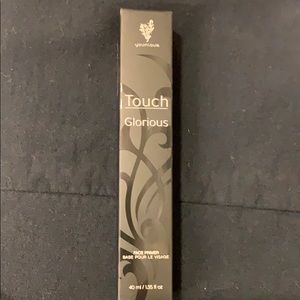 younique
Touch
Glorious
FACE PRIMER
BASE POUR LE VISAGE
40 ml / 1.35 fl oz